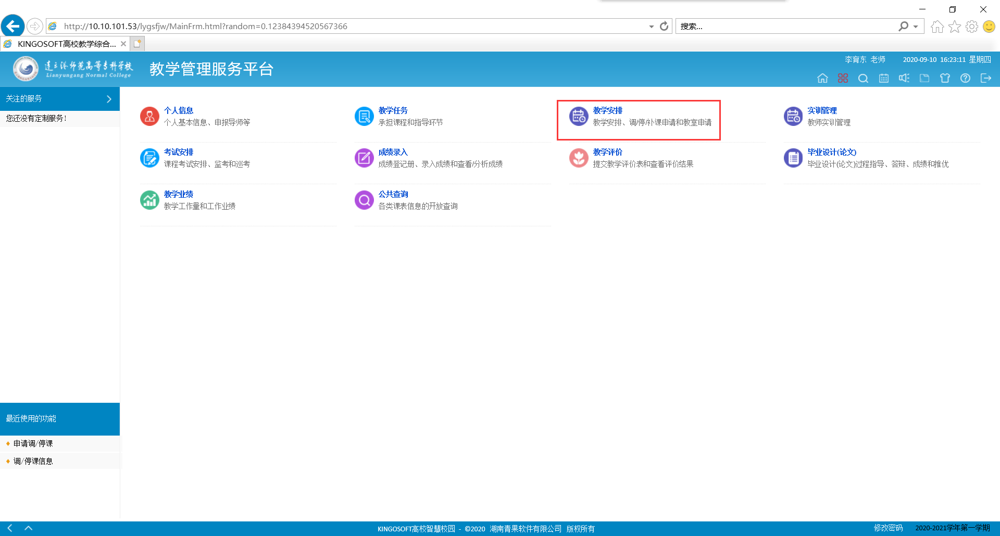 http://10.10.101.53/lygsfjw/MainFrm.html?random=0.12384394520567366
搜索...
KINGOSOFT高校教学综合...
连云港师范高等专科学校
Lianyungang Normal College
教学管理服务平台
李育东 老师 2020-09-10 16:23:11 星期四
关注的服务
您还没有定制服务!
个人信息
个人基本信息、申报导师等
教学任务
承担课程和指导环节
教学安排
教学安排、调/停/补课申请和教室申请
实训管理
教师实训管理
考试安排
课程考试安排、监考和巡考
成绩录入
成绩登记册、录入成绩和查看/分析成绩
教学评价
提交教学评价表和查看评价结果
毕业设计(论文)
毕业设计(论文)过程指导、答辩、成绩和推优
教学业绩
教学工作量和工作业绩
公共查询
各类课表信息的开放查询
最近使用的功能
申请调/停课
调/停课信息
KINGOSOFT高校智慧校园 - ©2020 湖南青果软件有限公司 版权所有
修改密码 2020-2021学年第一学期